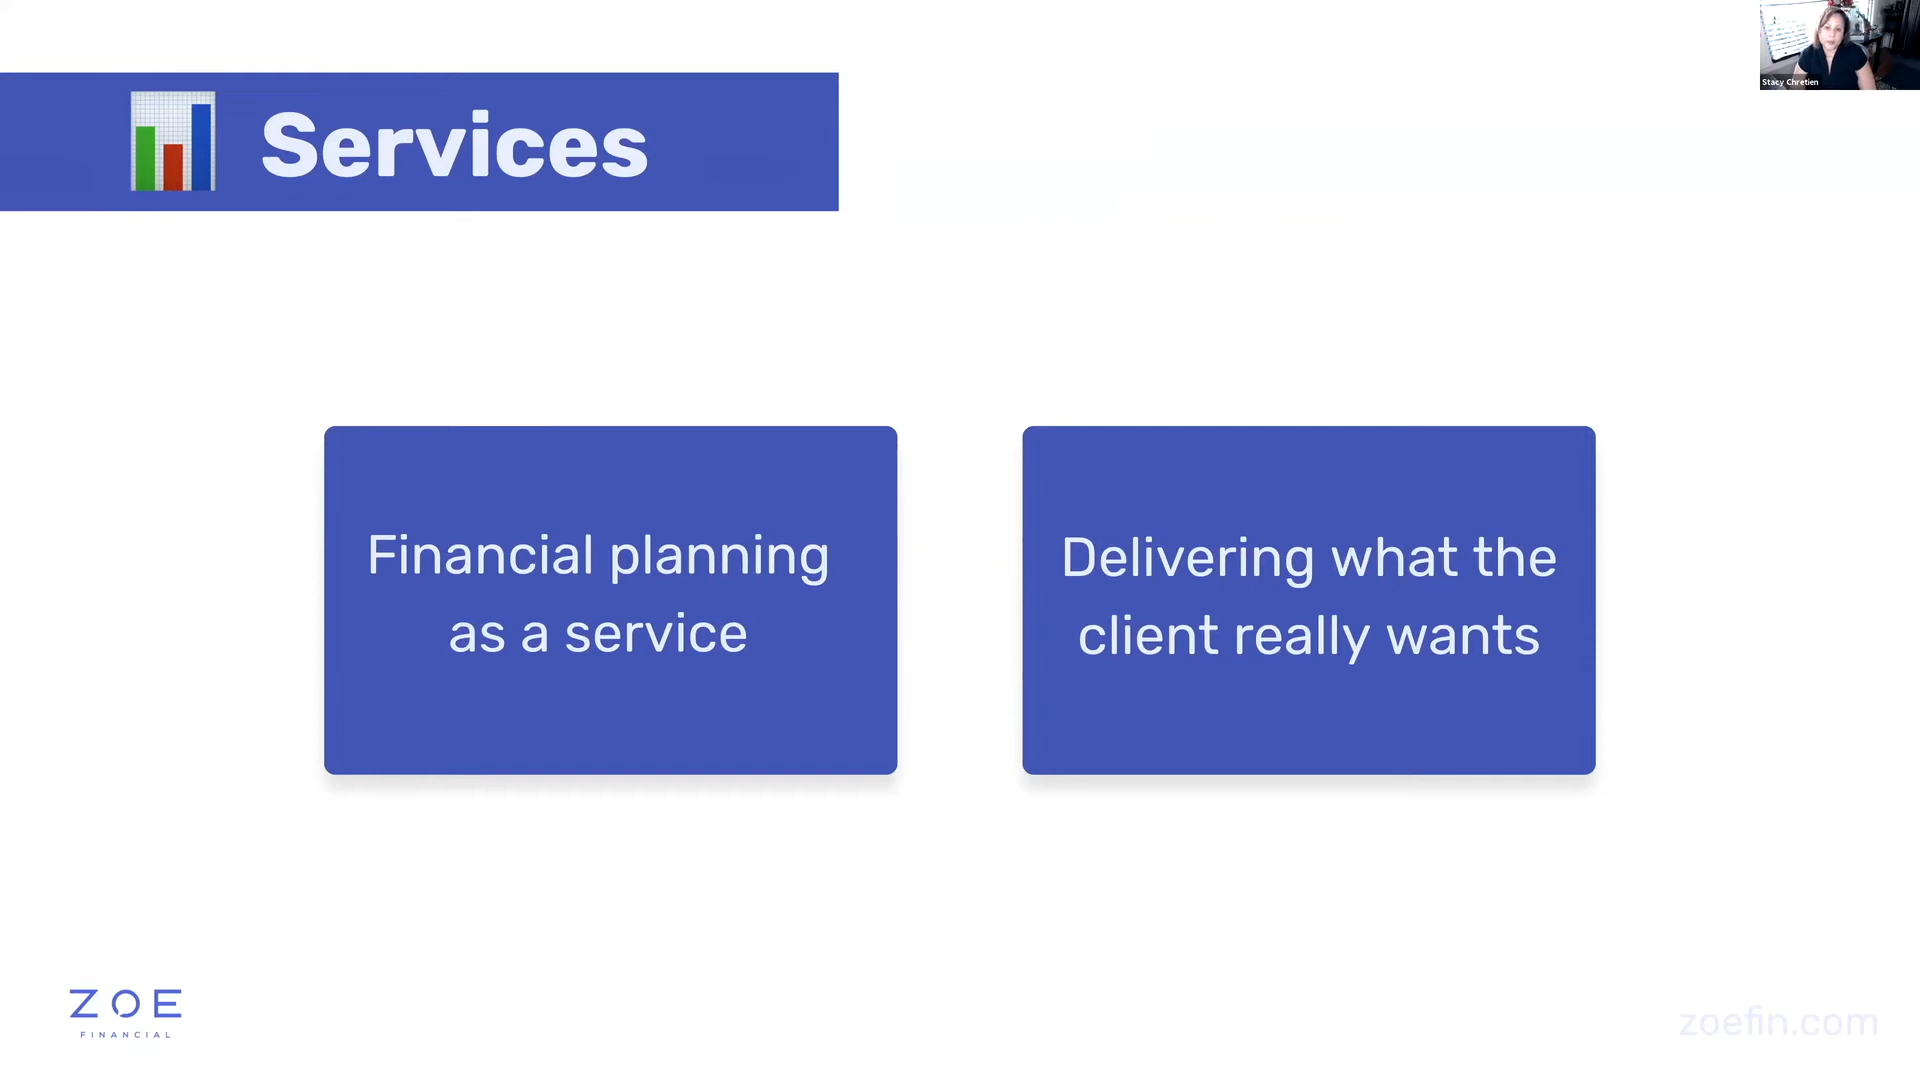 Stacy Chretien
Services
Financial planning
as a service
Delivering what the
client really wants
ZOE
FINANCIAL
zoefin.com